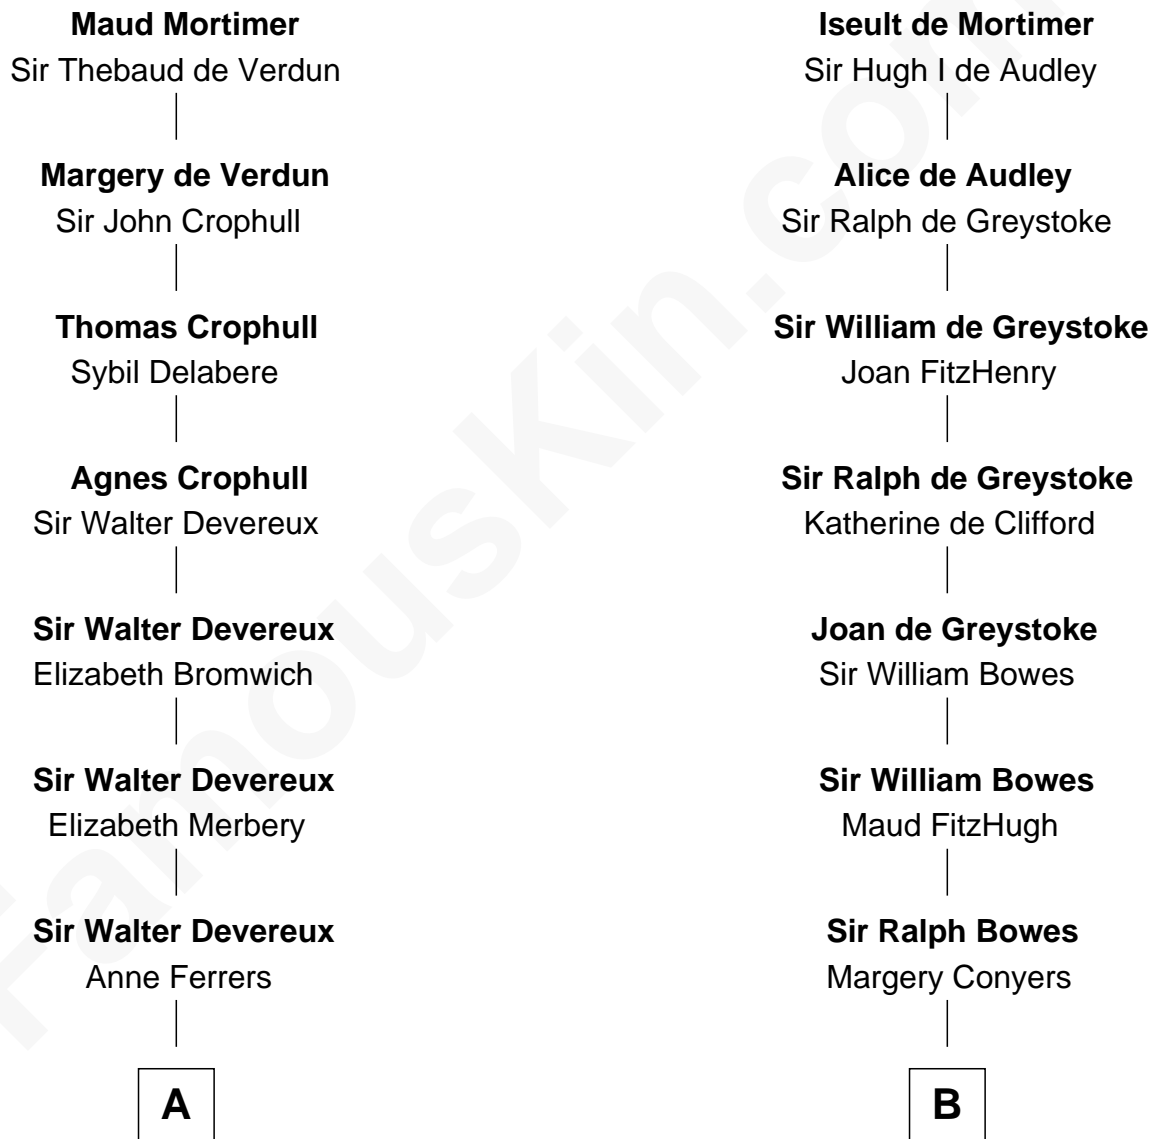 Maud Mortimer
Sir Thebaud de Verdun
Margery de Verdun
Sir John Crophull
Thomas Crophull
Sybil Delabere
Agnes Crophull
Sir Walter Devereux
Sir Walter Devereux
Elizabeth Bromwich
Sir Walter Devereux
Elizabeth Merbery
Sir Walter Devereux
Anne Ferrers
A
Iseult de Mortimer
Sir Hugh I de Audley
Alice de Audley
Sir Ralph de Greystoke
Sir William de Greystoke
Joan FitzHenry
Sir Ralph de Greystoke
Katherine de Clifford
Joan de Greystoke
Sir William Bowes
Sir William Bowes
Maud FitzHugh
Sir Ralph Bowes
Margery Conyers
B
FamousKin.com